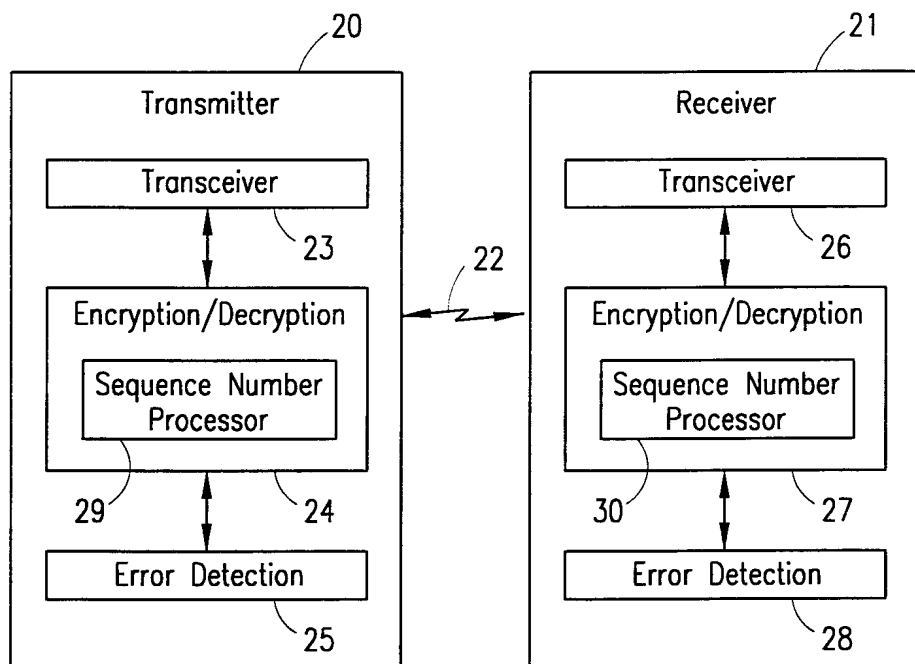 20
21
Transmitter
Receiver
Transceiver
Transceiver
23
26
22
Encryption/Decryption
Encryption/Decryption
Sequence Number
Processor
Sequence Number
Processor
29
24
30
27
Error Detection
Error Detection
25
28